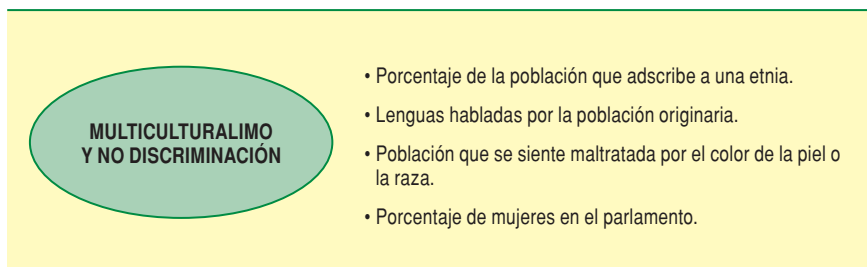 MULTICULTURALIMO
Y NO DISCRIMINACIÓN
• Porcentaje de la población que adscribe a una etnia.
• Lenguas habladas por la población originaria.
• Población que se siente maltratada por el color de la piel o
la raza.
• Porcentaje de mujeres en el parlamento.